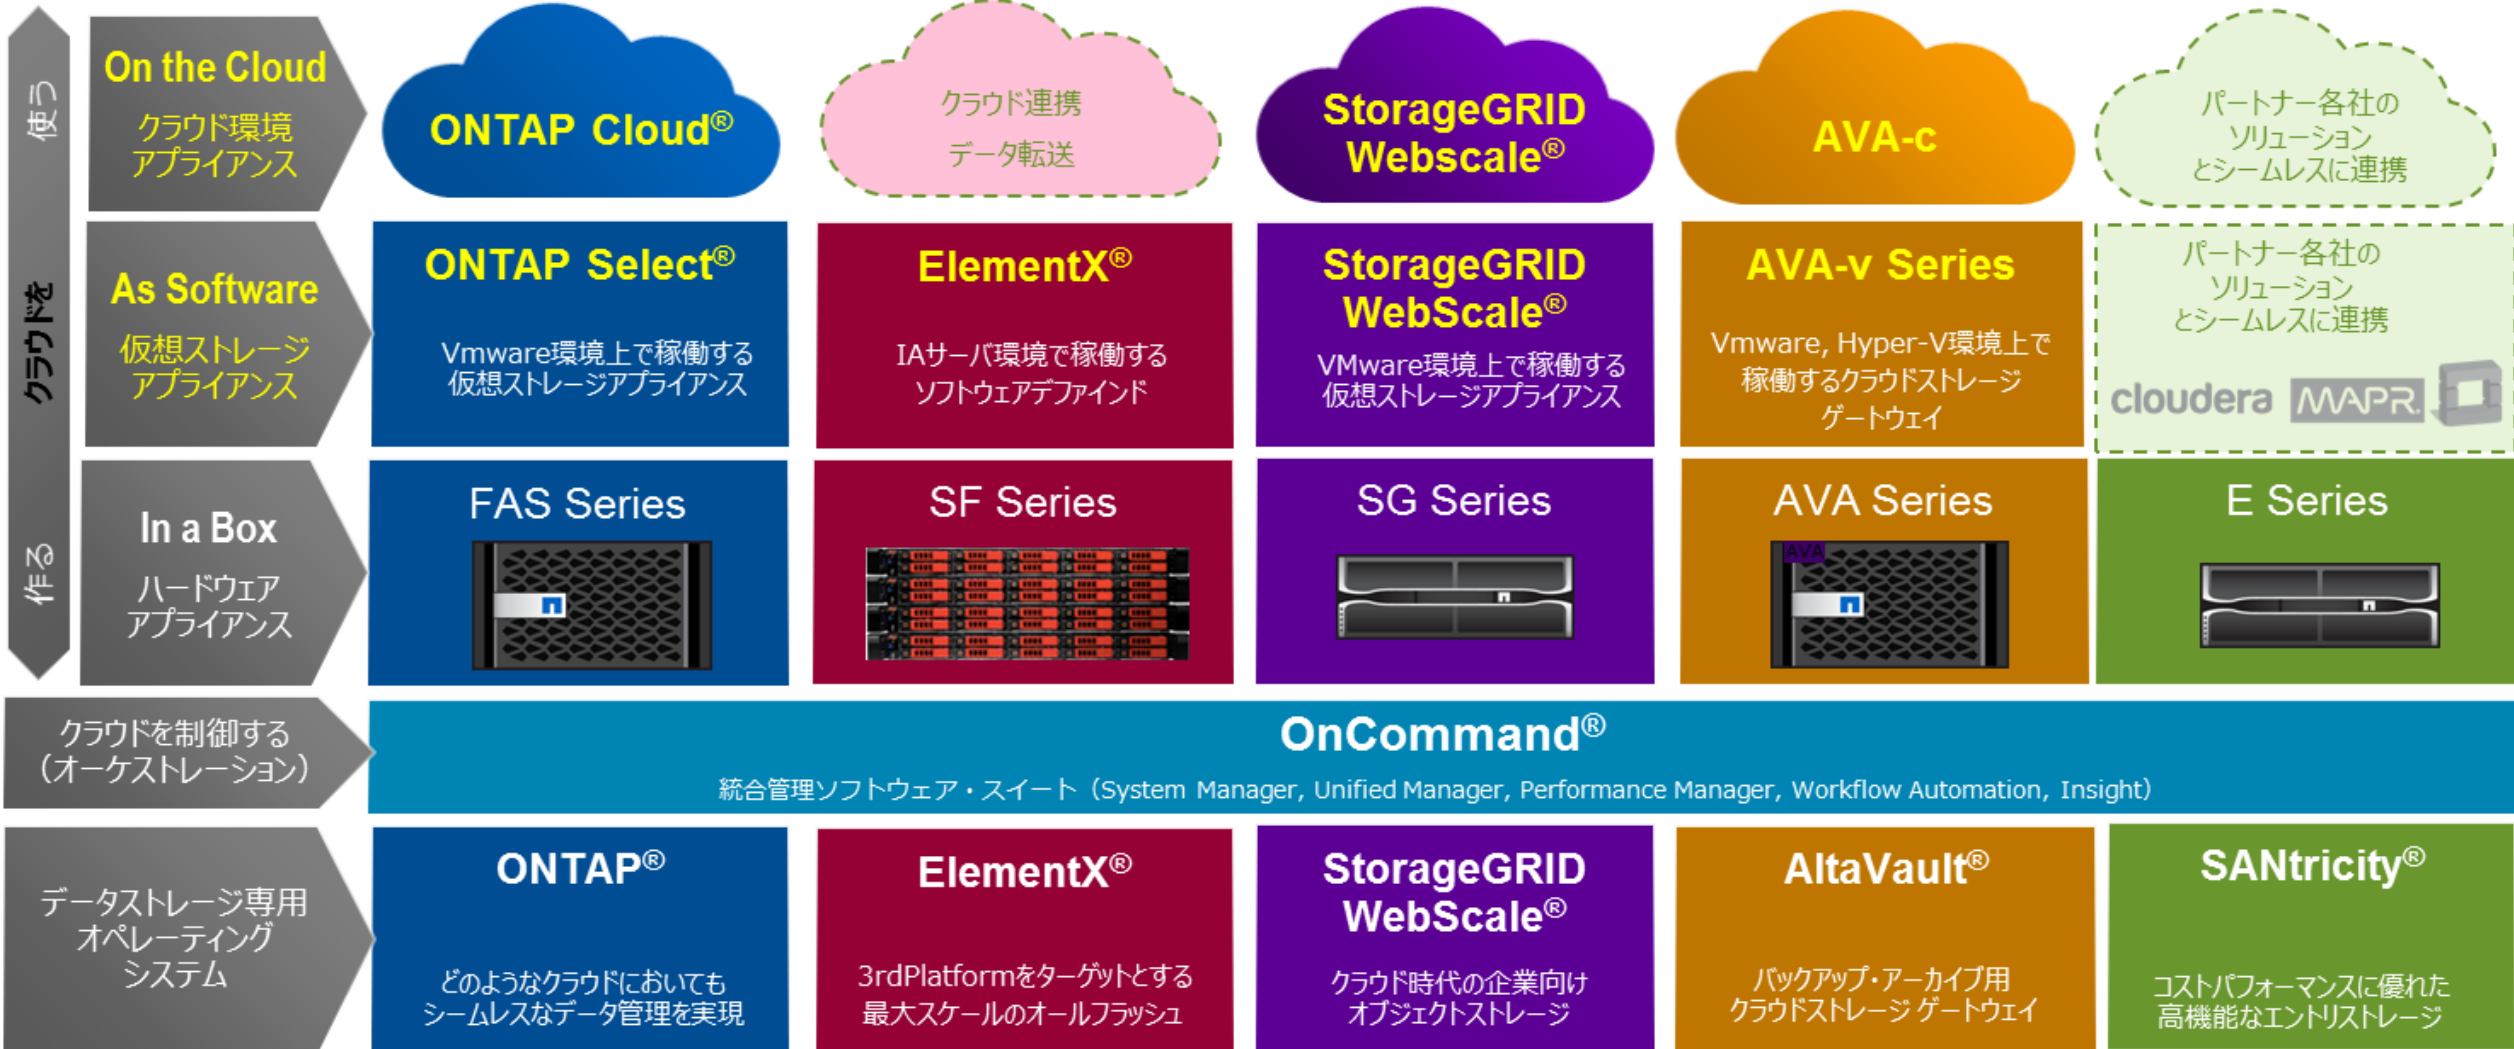 使う
クラウドを
作る
On the Cloud
クラウド環境
アプライアンス
ONTAP Cloud®
クラウド連携
データ転送
StorageGRID
Webscale®
AVA-c
パートナー各社の
ソリューション
とシームレスに連携
As Software
仮想ストレージ
アプライアンス
ONTAP Select®
Vmware環境上で稼働する
仮想ストレージアプライアンス
ElementX®
IAサーバ環境で稼働する
ソフトウェアデファインド
StorageGRID
WebScale®
VMware環境上で稼働する
仮想ストレージアプライアンス
AVA-v Series
Vmware, Hyper-V環境上で
稼働するクラウドストレージ
ゲートウェイ
パートナー各社の
ソリューション
とシームレスに連携
cloudera MAPR.
In a Box
ハードウェア
アプライアンス
FAS Series
SF Series
SG Series
AVA Series
AVA
E Series
クラウドを制御する
（オーケストレーション）
OnCommand®
統合管理ソフトウェア・スイート（System Manager, Unified Manager, Performance Manager, Workflow Automation, Insight）
データストレージ専用
オペレーティング
システム
ONTAP®
どのようなクラウドにおいても
シームレスなデータ管理を実現
ElementX®
3rdPlatformをターゲットとする
最大スケールのオールフラッシュ
StorageGRID
WebScale®
クラウド時代の企業向け
オブジェクトストレージ
AltaVault®
バックアップ・アーカイブ用
クラウドストレージ ゲートウェイ
SANtricity®
コストパフォーマンスに優れた
高機能なエントリストレージ